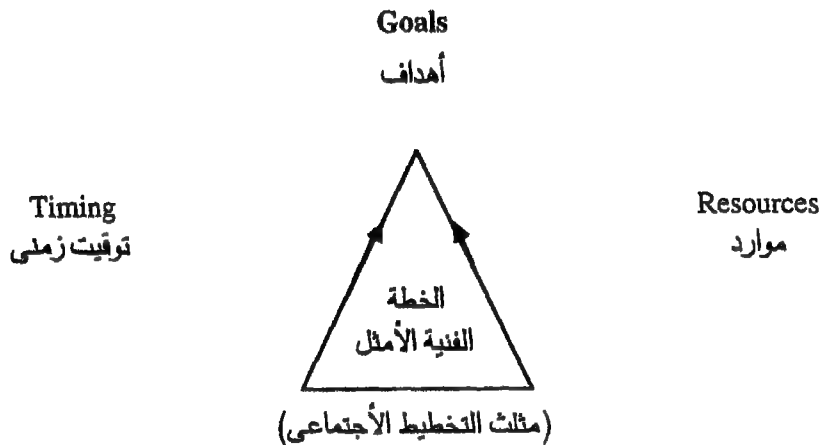 Goals
أهداف
Timing
توقيت زمنى
Resources
موارد
الخطة
الفنية الأمثل
(مثلث التخطيط الأجتماعى)